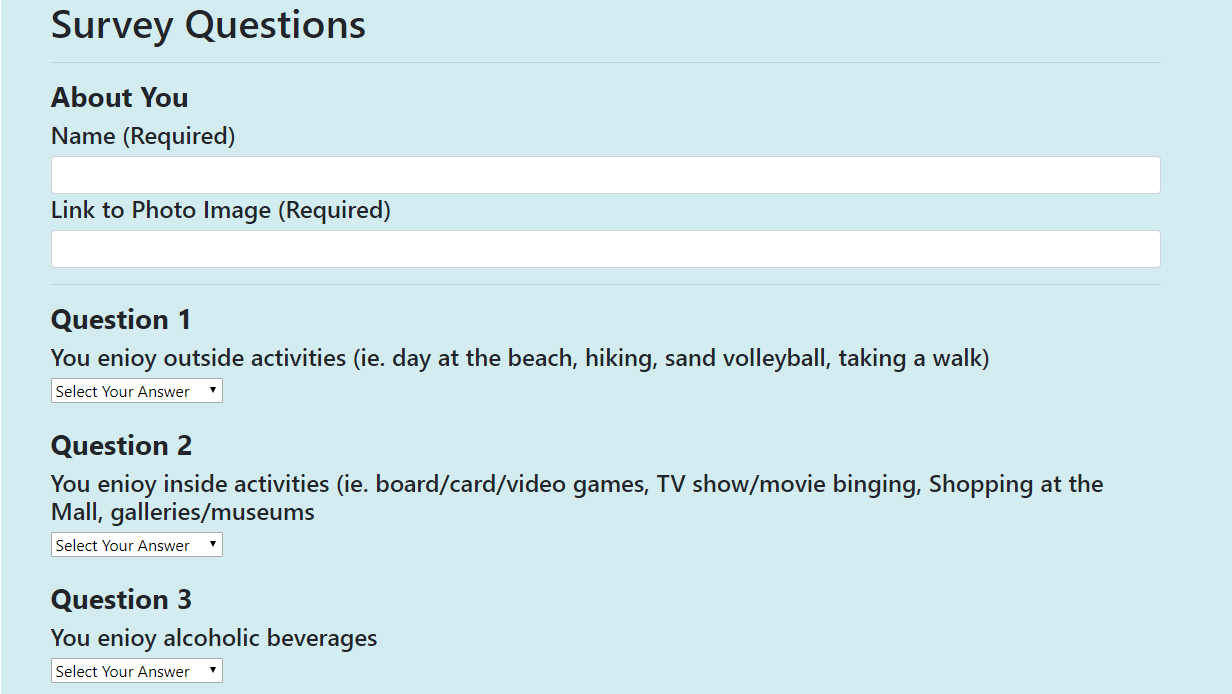 Survey Questions
About You
Name (Required)
Link to Photo Image (Required)
Question 1
You enioy outside activities (ie. day at the beach, hiking, sand volleyball, taking a walk)
Select Your Answer
Question 2
You enioy inside activities (ie. board/card/video games, TV show/movie binging, Shopping at the
Mall, galleries/museums
Select Your Answer
Question 3
You enioy alcoholic beverages
Select Your Answer